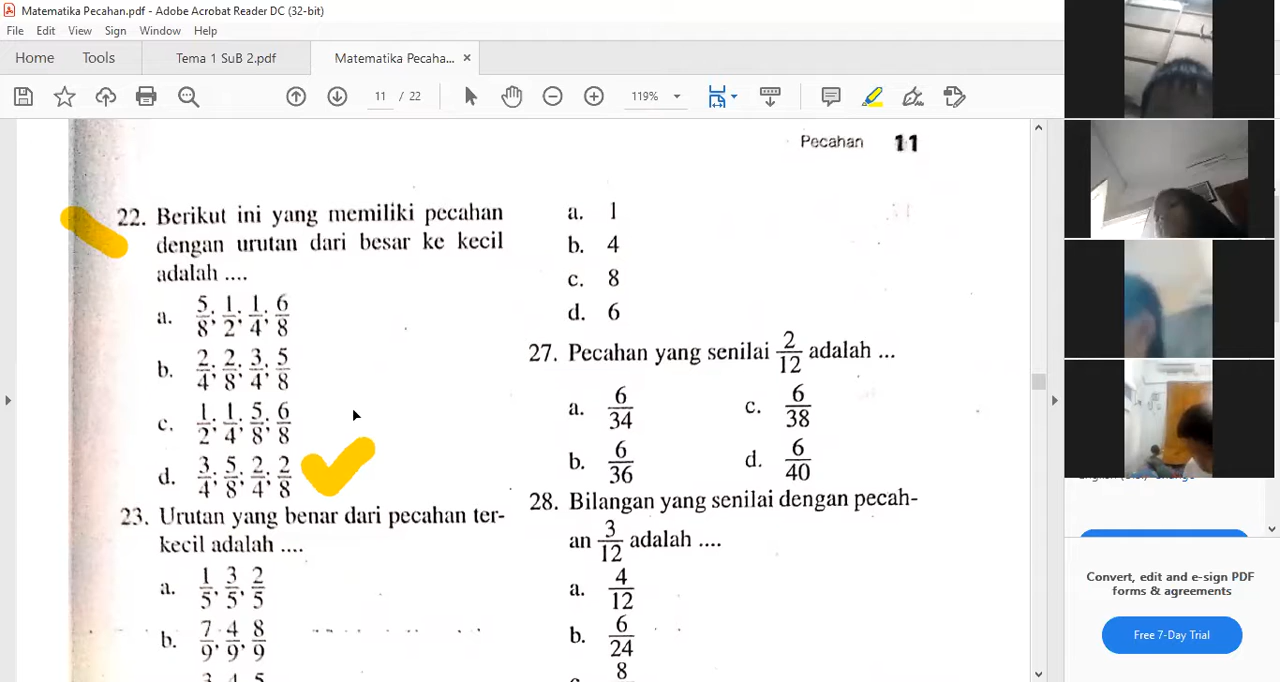 Matematika Pecahan.pdf - Adobe Acrobat Reader DC (32-bit)
File Edit View Sign Window Help
Home Tools Tema 1 SuB 2.pdf Matematika Pecaha... ×
11 / 22 119%
Pecahan 11
22. Berikut ini yang memiliki pecahan
dengan urutan dari besar ke kecil
adalah ....
a. 5/8; 1/2; 1/4; 6/8
b. 2/4; 2/8; 3/4; 5/8
c. 1/2; 1/4; 5/8; 6/8
d. 3/4; 5/8; 2/4; 2/8
23. Urutan yang benar dari pecahan ter-
kecil adalah ....
a. 1/5, 3/5, 2/5
b. 7/9, 4/9, 8/9
3 4 5
a. 1
b. 4
c. 8
d. 6
27. Pecahan yang senilai 2/12 adalah ...
a. 6/34 c. 6/38
b. 6/36 d. 6/40
28. Bilangan yang senilai dengan pecah-
an 3/12 adalah ....
a. 4/12
b. 6/24
8
Convert, edit and e-sign PDF
forms & agreements
Free 7-Day Trial